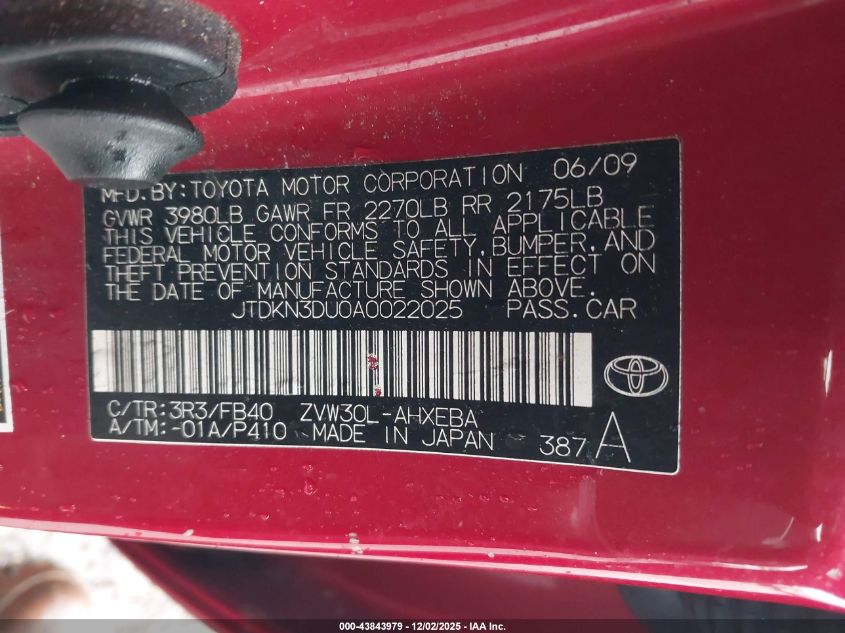 MFD.BY:TOYOTA MOTOR CORPORATION 06/09
GVWR 3980LB GAWR FR 2270LB RR 2175LB
THIS VEHICLE CONFORMS TO ALL APPLICABLE
FEDERAL MOTOR VEHICLE SAFETY,BUMPER,AND
THEFT PREVENTION STANDARDS IN EFFECT ON
THE DATE OF MANUFACTURE SHOWN ABOVE.
JTDKN3DU0A0022025 PASS.CAR
C/TR:3R3/FB40 ZVW30L-AHXEBA
A/TM:-01A/P410 MADE IN JAPAN 387 A
000-43843979 - 12/02/2025 - IAA Inc.